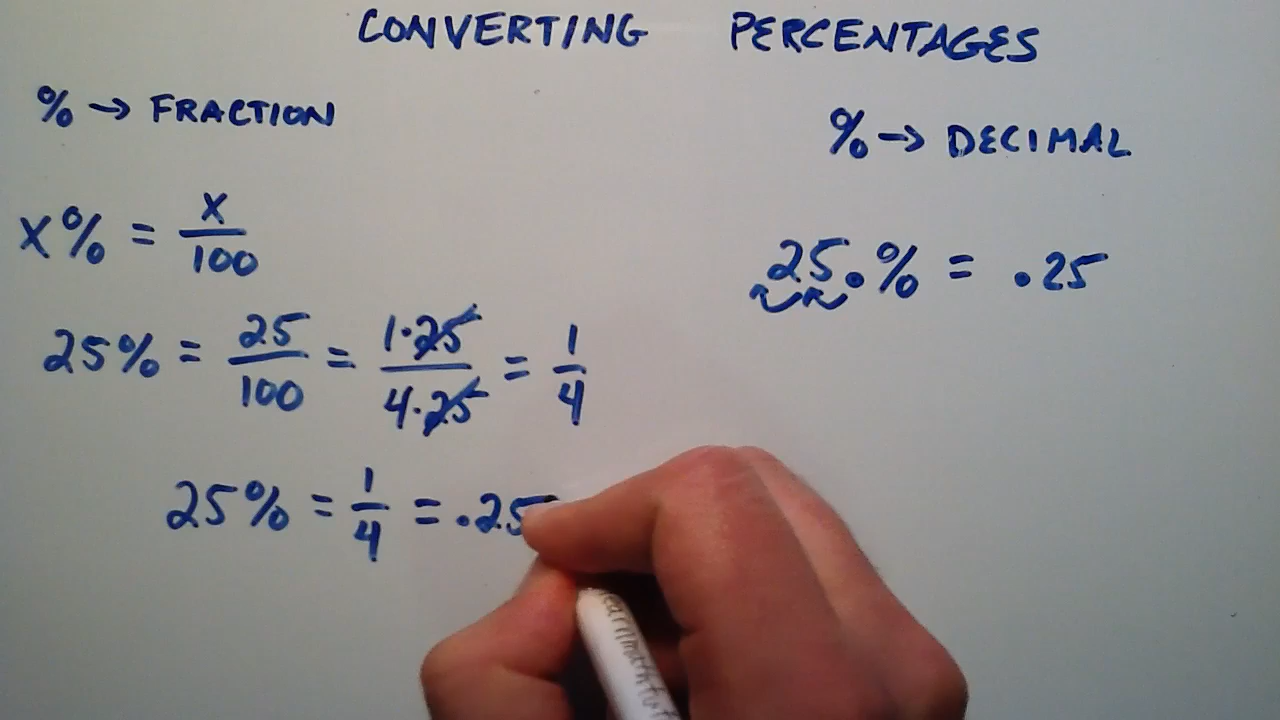 CONVERTING PERCENTAGES
% → FRACTION
x% = x/100
25% = 25/100 = 1·25/4·25 = 1/4
25% = 1/4 = .25
% → DECIMAL
25.% = .25
learnmathtut